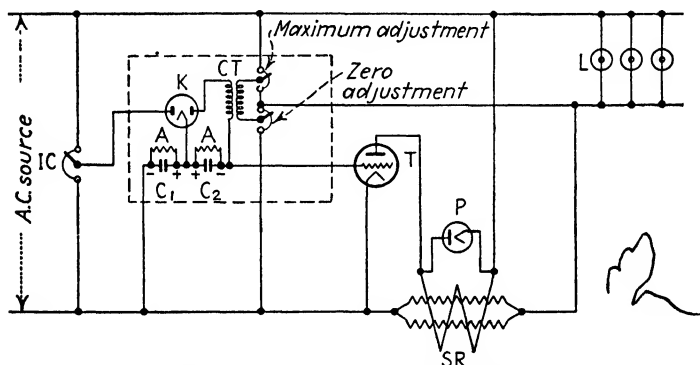 Maximum adjustment
Zero
adjustment
K
CT
L
A
A
IC
C1
C2
T
A.C. source
P
SR
- + + -